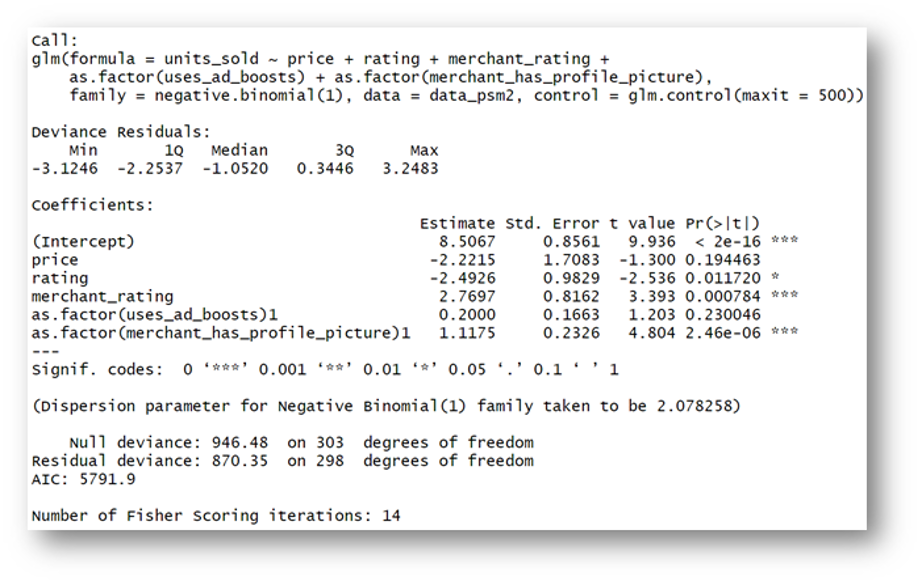 Call:
glm(formula = units_sold ~ price + rating + merchant_rating +
    as.factor(uses_ad_boosts) + as.factor(merchant_has_profile_picture),
    family = negative.binomial(1), data = data_psm2, control = glm.control(maxit = 500))
Deviance Residuals:
    Min       1Q   Median       3Q      Max
-3.1246  -2.2537  -1.0520   0.3446   3.2483
Coefficients:
                                         Estimate Std. Error t value Pr(>|t|)
(Intercept)                                8.5067     0.8561   9.936  < 2e-16 ***
price                                     -2.2215     1.7083  -1.300 0.194463
rating                                    -2.4926     0.9829  -2.536 0.011720 *
merchant_rating                            2.7697     0.8162   3.393 0.000784 ***
as.factor(uses_ad_boosts)1                 0.2000     0.1663   1.203 0.230046
as.factor(merchant_has_profile_picture)1   1.1175     0.2326   4.804 2.46e-06 ***
---
Signif. codes:  0 ‘***’ 0.001 ‘**’ 0.01 ‘*’ 0.05 ‘.’ 0.1 ‘ ’ 1
(Dispersion parameter for Negative Binomial(1) family taken to be 2.078258)
    Null deviance: 946.48  on 303  degrees of freedom
Residual deviance: 870.35  on 298  degrees of freedom
AIC: 5791.9
Number of Fisher Scoring iterations: 14